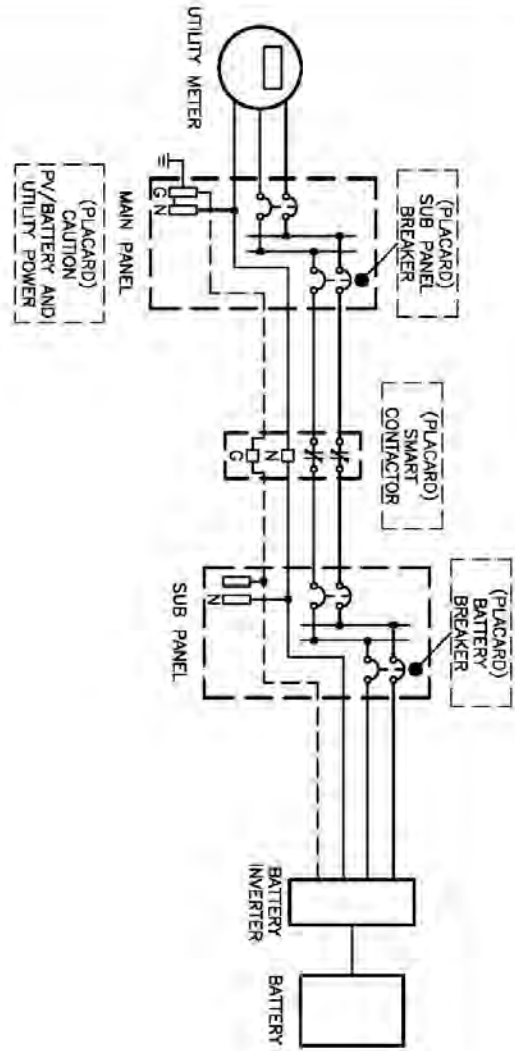 UTILITY METER
(PLACARD)
SUB PANEL
BREAKER
G
N
MAIN PANEL
(PLACARD)
CAUTION
PV/BATTERY AND
UTILITY POWER
(PLACARD)
SMART
CONTACTOR
N
G
(PLACARD)
BATTERY
BREAKER
N
SUB PANEL
BATTERY
INVERTER
BATTERY